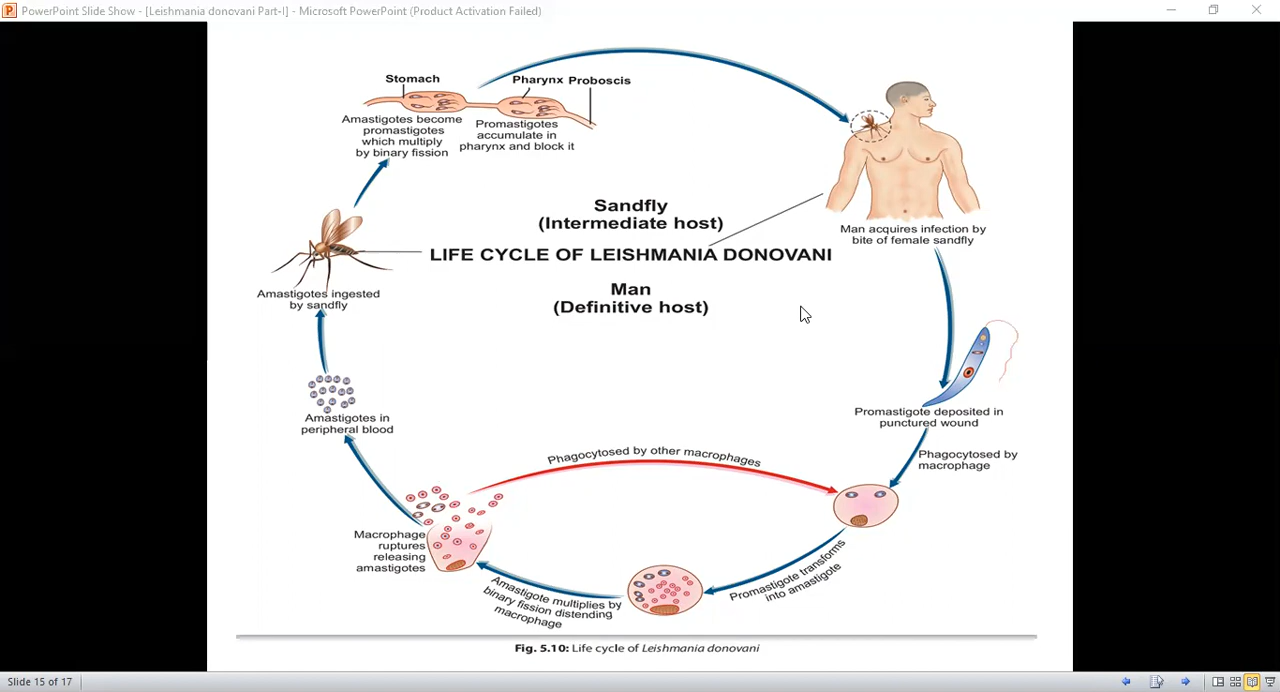 PowerPoint Slide Show - [Leishmania donovani Part-I] - Microsoft PowerPoint (Product Activation Failed)
Stomach
Pharynx Proboscis
Amastigotes become
promastigotes
which multiply
by binary fission
Promastigotes
accumulate in
pharynx and block it
Man acquires infection by
bite of female sandfly
Sandfly
(Intermediate host)
LIFE CYCLE OF LEISHMANIA DONOVANI
Man
(Definitive host)
Amastigotes ingested
by sandfly
Promastigote deposited in
punctured wound
Phagocytosed by
macrophage
Amastigotes in
peripheral blood
Phagocytosed by other macrophages
Macrophage
ruptures
releasing
amastigotes
Amastigote multiplies by
binary fission distending
macrophage
Promastigote transforms
into amastigote
Fig. 5.10: Life cycle of Leishmania donovani
Slide 15 of 17